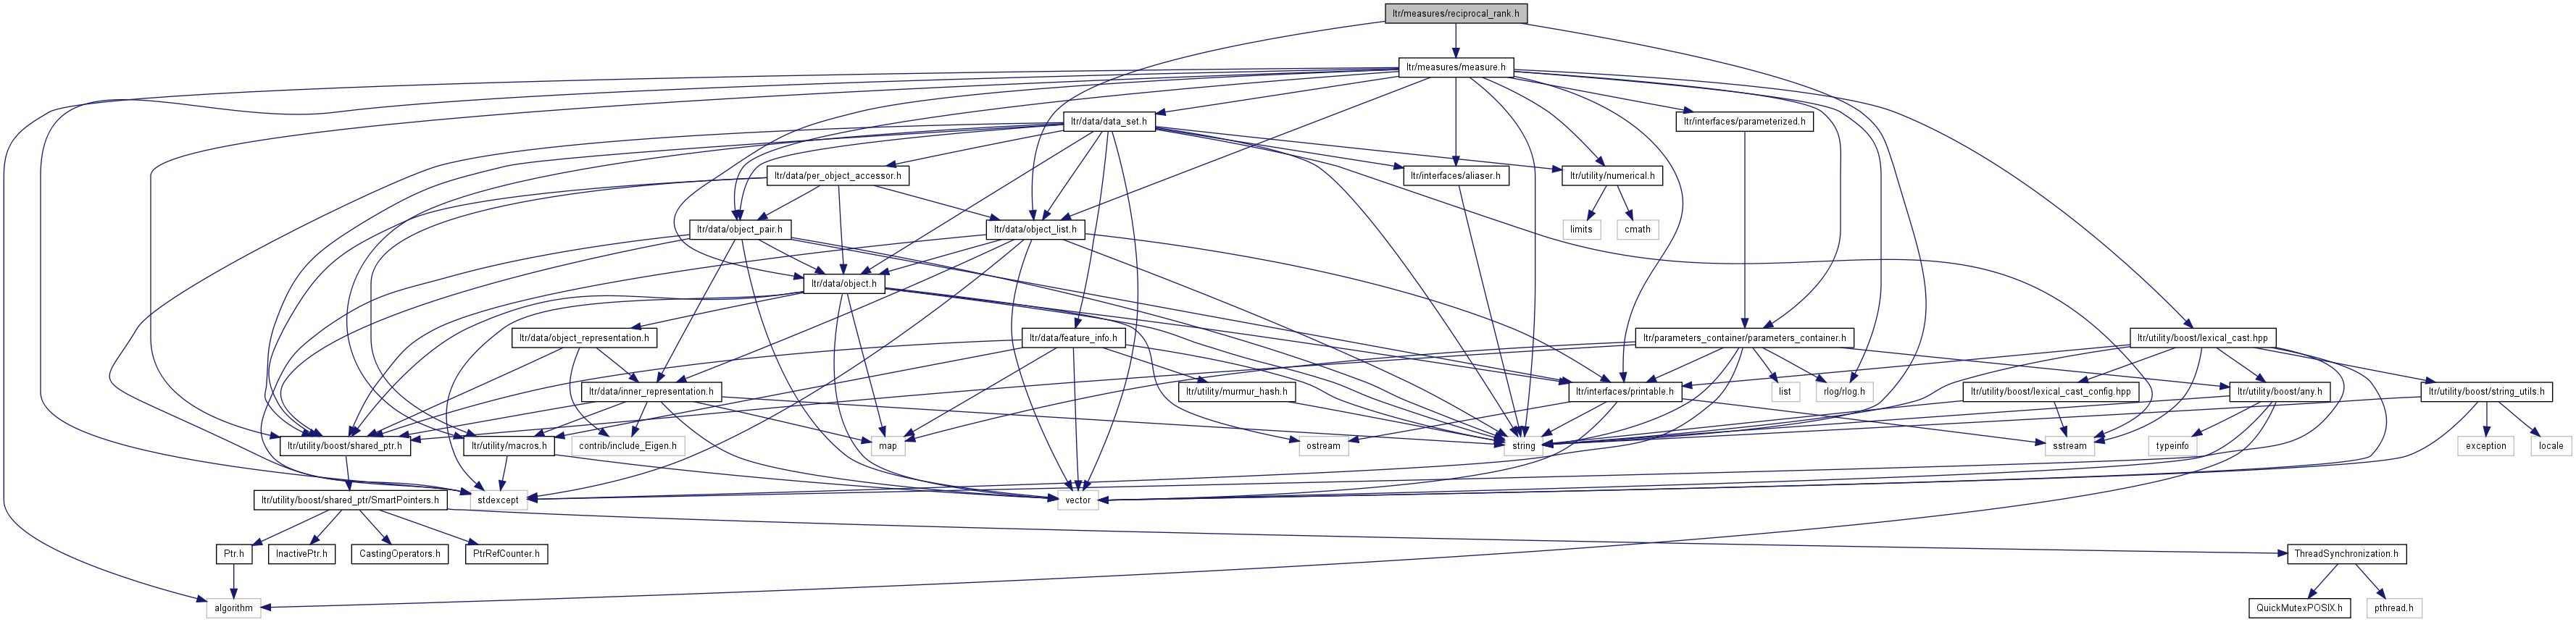 ltr/measures/reciprocal_rank.h
ltr/measures/measure.h
ltr/data/data_set.h
ltr/interfaces/parameterized.h
ltr/data/per_object_accessor.h
ltr/interfaces/aliaser.h
ltr/utility/numerical.h
ltr/data/object_pair.h
ltr/data/object_list.h
limits
cmath
ltr/data/object.h
ltr/data/object_representation.h
ltr/data/feature_info.h
ltr/parameters_container/parameters_container.h
ltr/utility/boost/lexical_cast.hpp
ltr/data/inner_representation.h
ltr/utility/murmur_hash.h
ltr/interfaces/printable.h
list
rlog/rlog.h
ltr/utility/boost/lexical_cast_config.hpp
ltr/utility/boost/any.h
ltr/utility/boost/string_utils.h
ltr/utility/boost/shared_ptr.h
ltr/utility/macros.h
contrib/include_Eigen.h
map
ostream
string
sstream
typeinfo
exception
locale
ltr/utility/boost/shared_ptr/SmartPointers.h
stdexcept
vector
Ptr.h
InactivePtr.h
CastingOperators.h
PtrRefCounter.h
ThreadSynchronization.h
algorithm
QuickMutexPOSIX.h
pthread.h